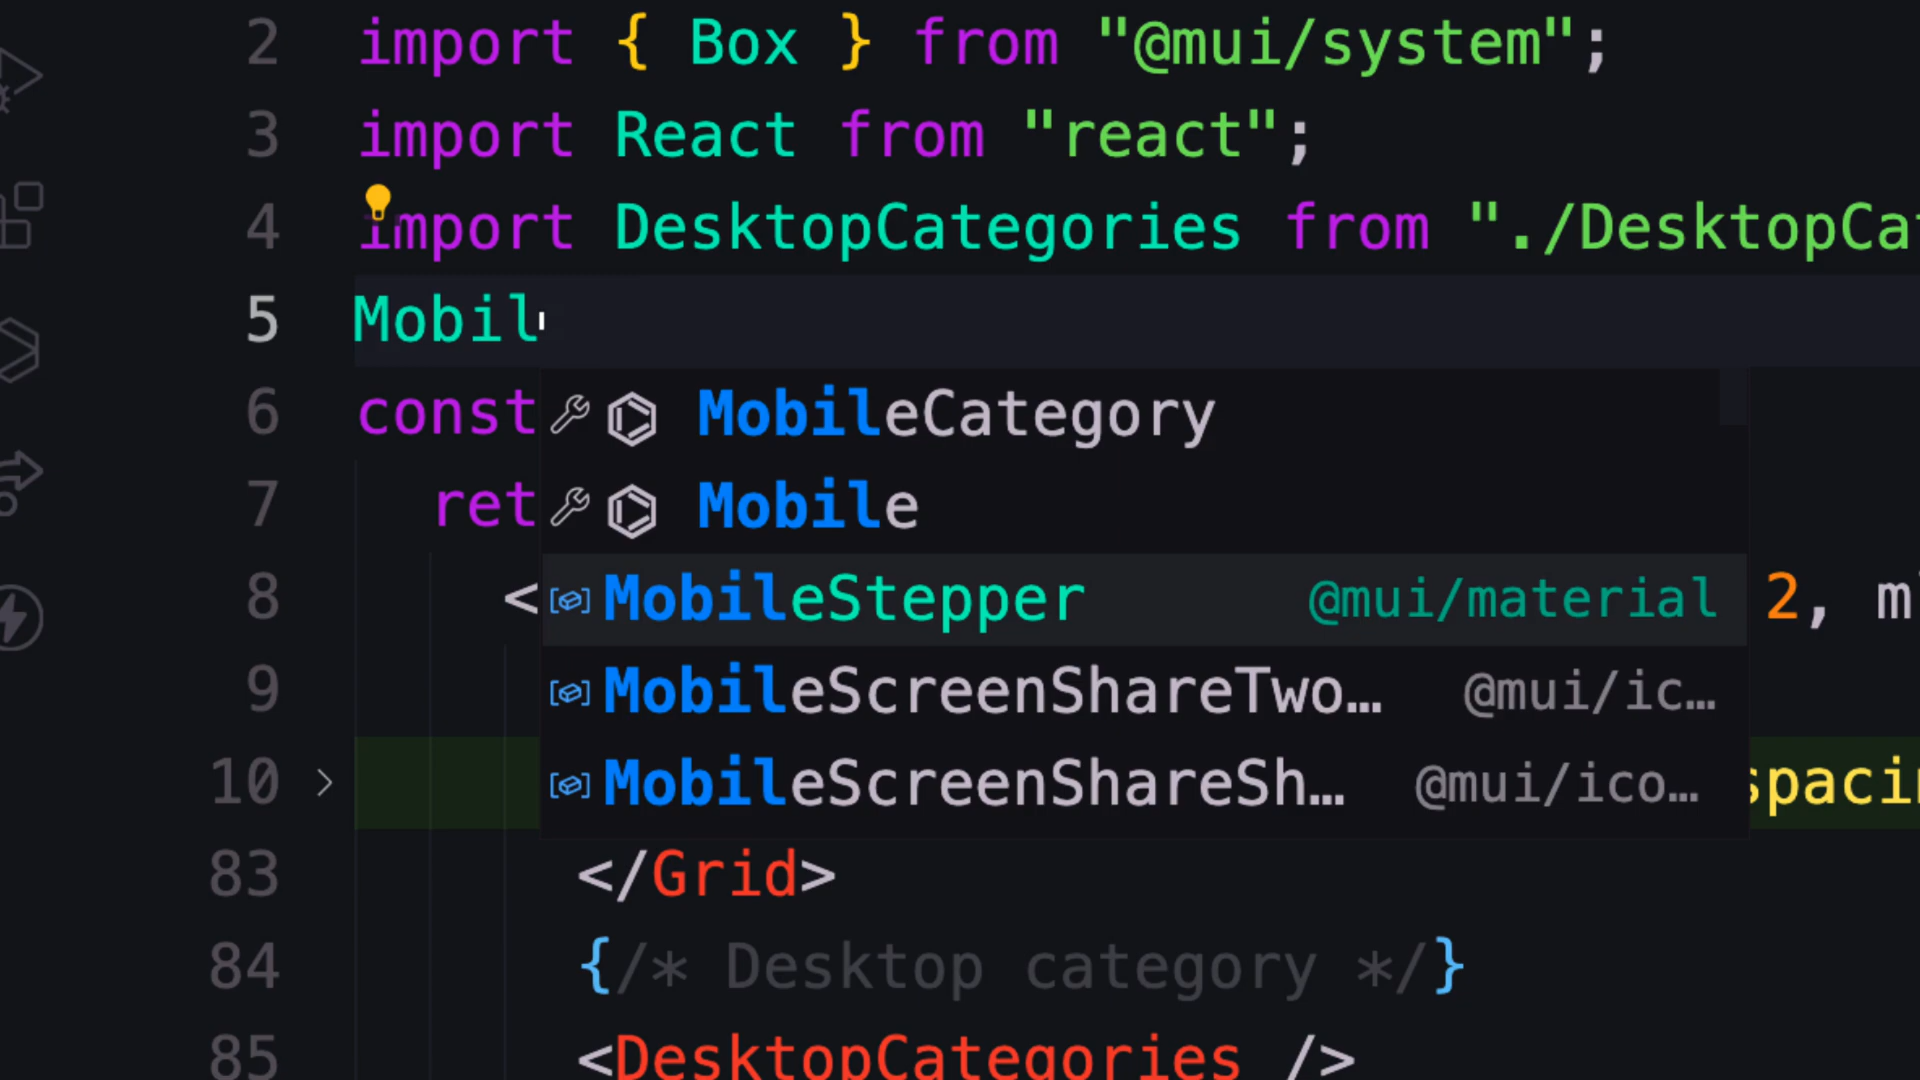 2 import { Box } from "@mui/system";
3 import React from "react";
4 import DesktopCategories from "./DesktopCa
5 Mobil
6 const MobileCategory
7 ret Mobile
8 < MobileStepper @mui/material 2, m
9 MobileScreenShareTwo… @mui/ic…
10 MobileScreenShareSh… @mui/ico… spacin
83 </Grid>
84 {/* Desktop category */}
85 <DesktopCategories />